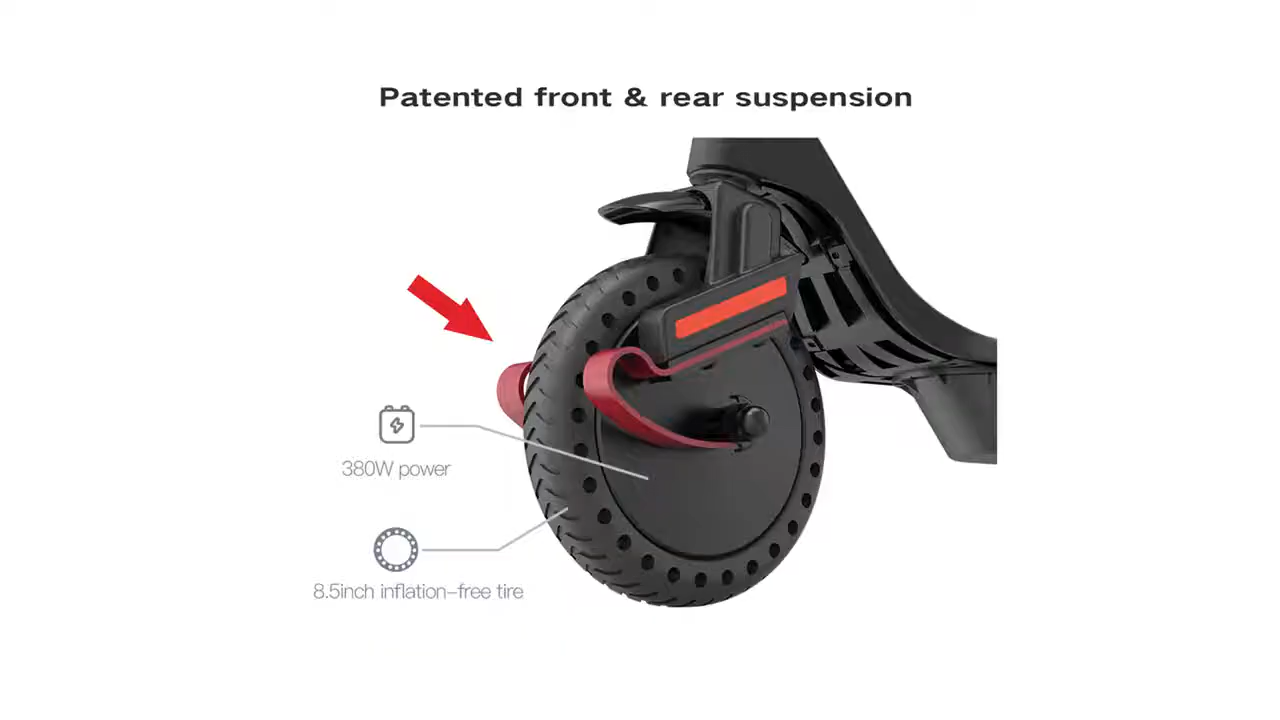 Patented front & rear suspension
380W power
8.5inch inflation-free tire